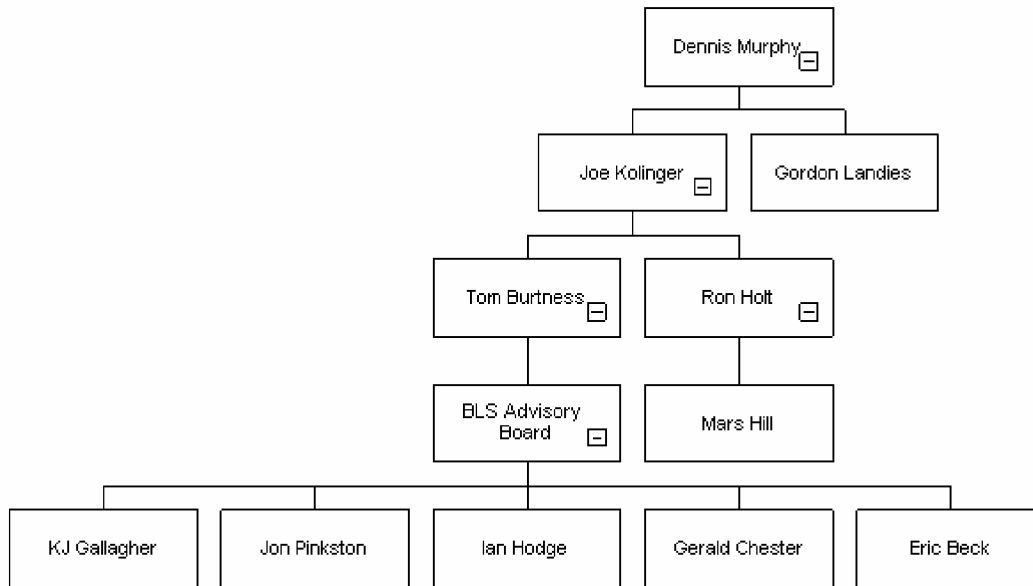 Dennis Murphy
Joe Kolinger
Gordon Landies
Tom Burtness
Ron Holt
BLS Advisory
Board
Mars Hill
KJ Gallagher
Jon Pinkston
Ian Hodge
Gerald Chester
Eric Beck